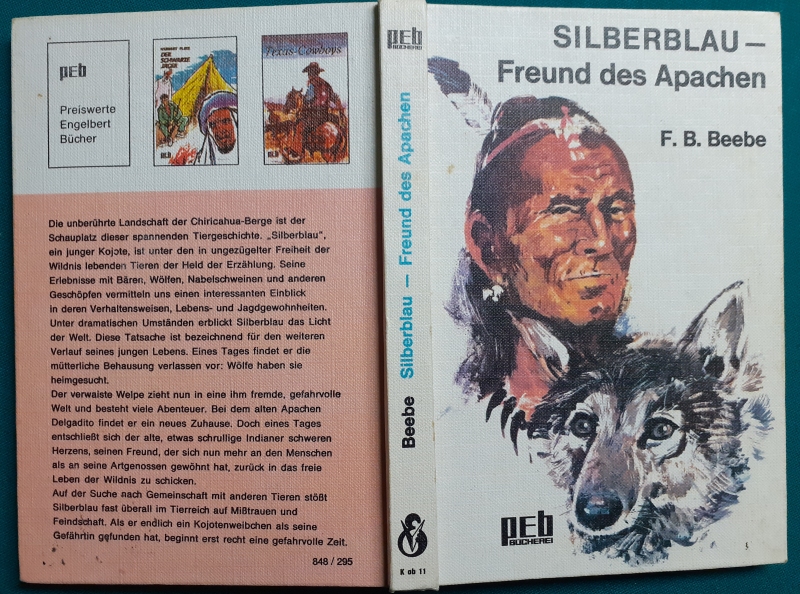 pEb
Preiswerte
Engelbert
Bücher
DER
SCHWARZE
JÄGER
pEb
Texas-Cowboys
pEb
Die unberührte Landschaft der Chiricahua-Berge ist der
Schauplatz dieser spannenden Tiergeschichte. „Silberblau",
ein junger Kojote, ist unter den in ungezügelter Freiheit der
Wildnis lebenden Tieren der Held der Erzählung. Seine
Erlebnisse mit Bären, Wölfen, Nabelschweinen und anderen
Geschöpfen vermitteln uns einen interessanten Einblick
in deren Verhaltensweisen, Lebens- und Jagdgewohnheiten.
Unter dramatischen Umständen erblickt Silberblau das Licht
der Welt. Diese Tatsache ist bezeichnend für den weiteren
Verlauf seines jungen Lebens. Eines Tages findet er die
mütterliche Behausung verlassen vor: Wölfe haben sie
heimgesucht.
Der verwaiste Welpe zieht nun in eine ihm fremde, gefahrvolle
Welt und besteht viele Abenteuer. Bei dem alten Apachen
Delgadito findet er ein neues Zuhause. Doch eines Tages
entschließt sich der alte, etwas schrullige Indianer schweren
Herzens, seinen Freund, der sich nun mehr an den Menschen
als an seine Artgenossen gewöhnt hat, zurück in das freie
Leben der Wildnis zu schicken.
Auf der Suche nach Gemeinschaft mit anderen Tieren stößt
Silberblau fast überall im Tierreich auf Mißtrauen und
Feindschaft. Als er endlich ein Kojotenweibchen als seine
Gefährtin gefunden hat, beginnt erst recht eine gefahrvolle Zeit.
848 / 295
pEb
BÜCHEREI
Beebe Silberblau — Freund des Apachen
K ab 11
SILBERBLAU —
Freund des Apachen
F. B. Beebe
pEb
BÜCHEREI